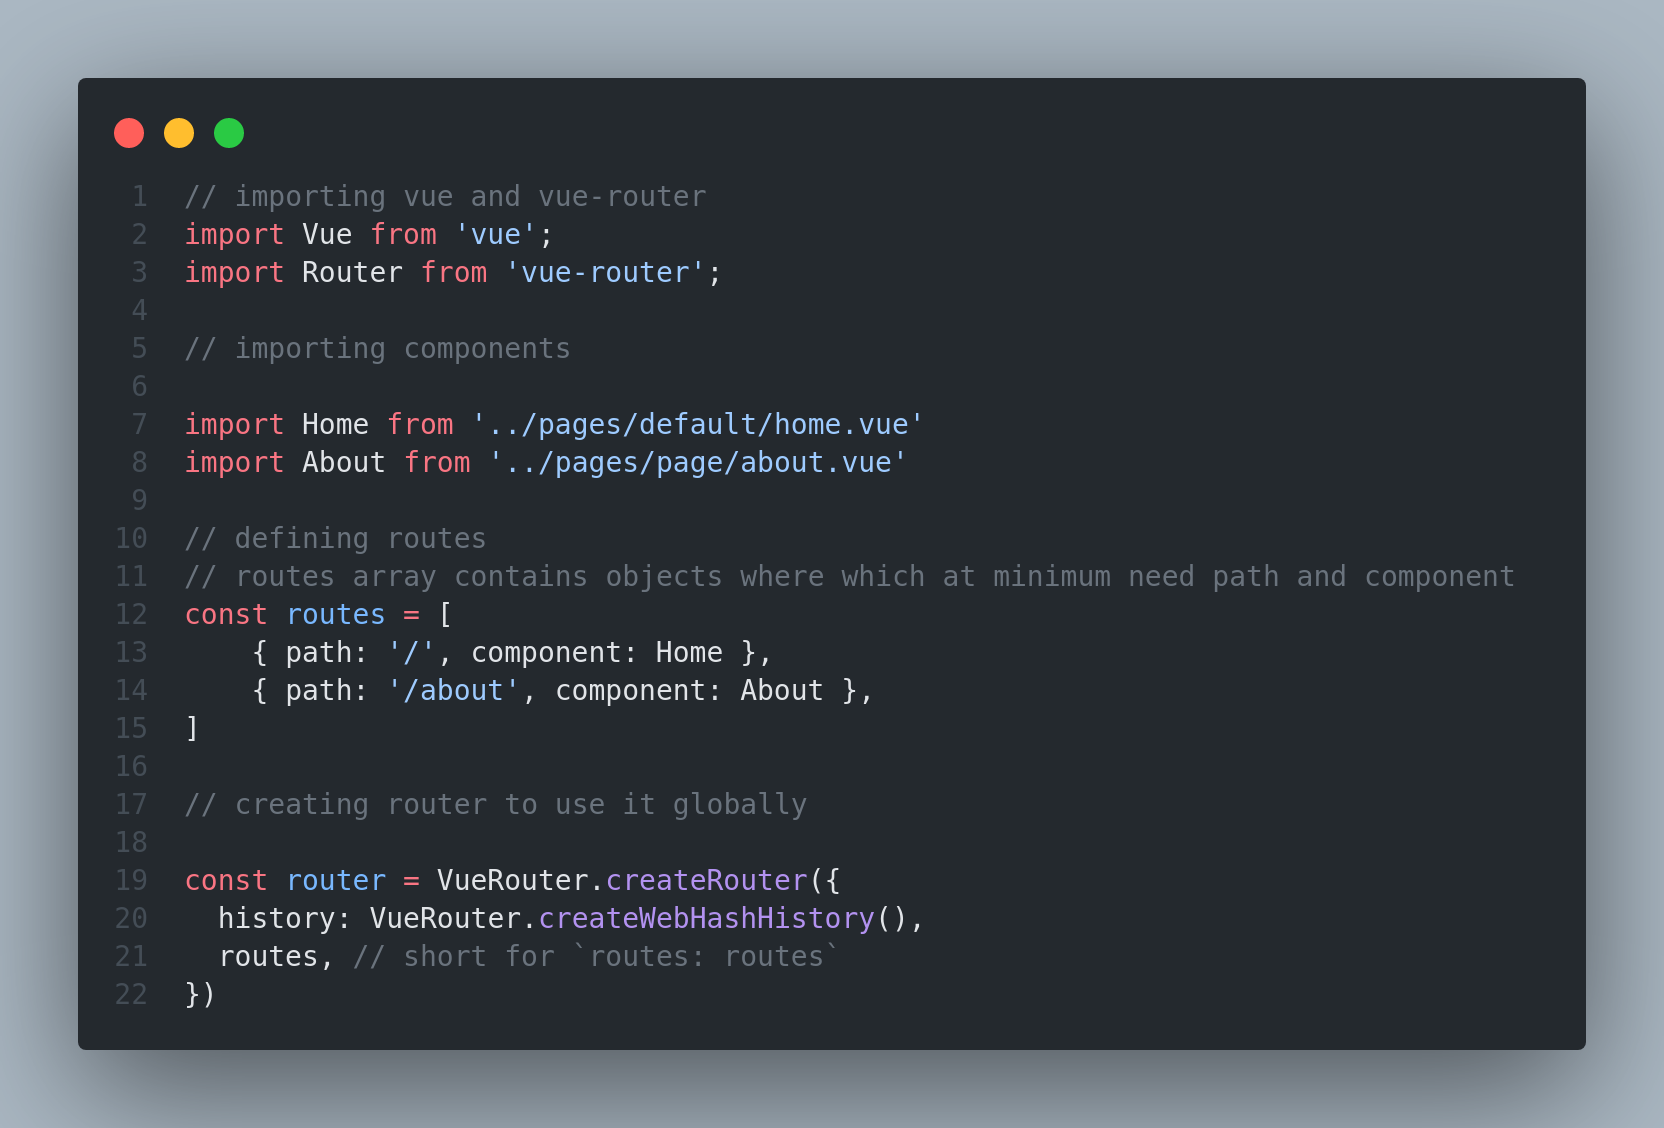 1 // importing vue and vue-router
2 import Vue from 'vue';
3 import Router from 'vue-router';
4
5 // importing components
6
7 import Home from '../pages/default/home.vue'
8 import About from '../pages/page/about.vue'
9
10 // defining routes
11 // routes array contains objects where which at minimum need path and component
12 const routes = [
13     { path: '/', component: Home },
14     { path: '/about', component: About },
15 ]
16
17 // creating router to use it globally
18
19 const router = VueRouter.createRouter({
20   history: VueRouter.createWebHashHistory(),
21   routes, // short for `routes: routes`
22 })